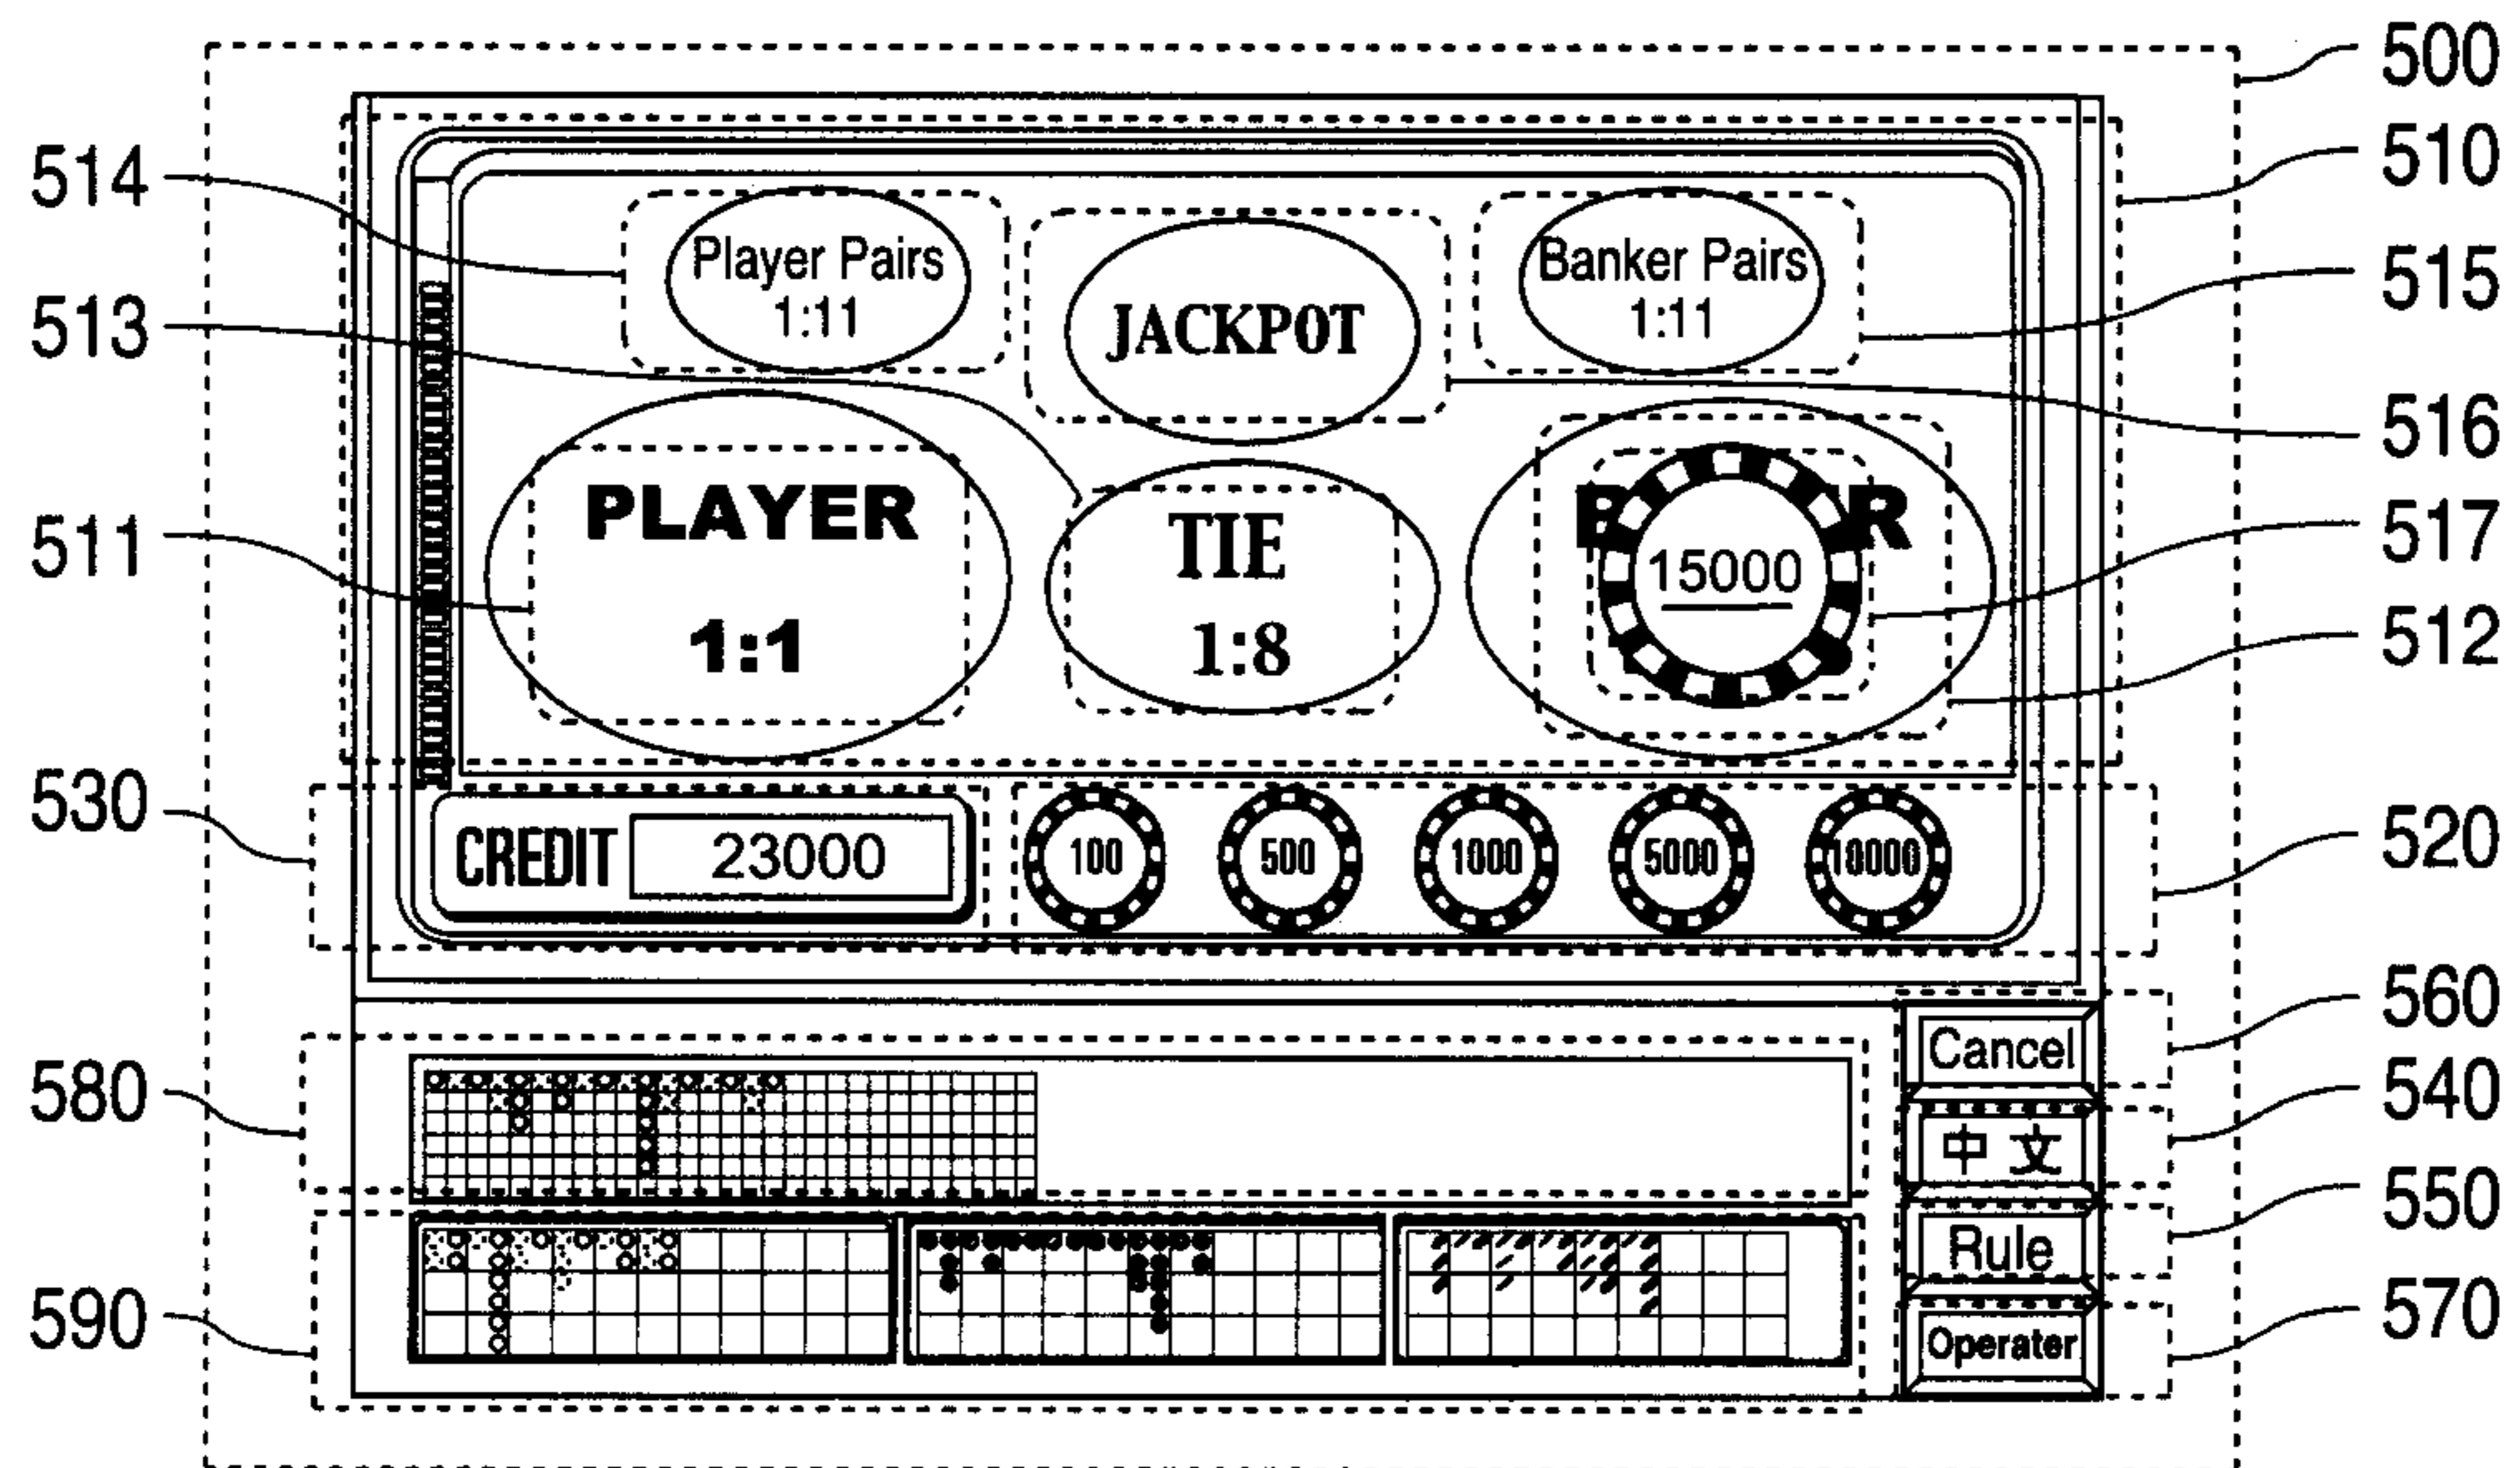 500
510
514
Player Pairs
1:11
Banker Pairs
1:11
515
513
JACKPOT
516
PLAYER
1:1
TIE
1:8
B R
15000
517
511
512
530
CREDIT 23000
100 500 1000 5000 10000
520
560
Cancel
580
540
中文
550
Rule
590
570
Operater